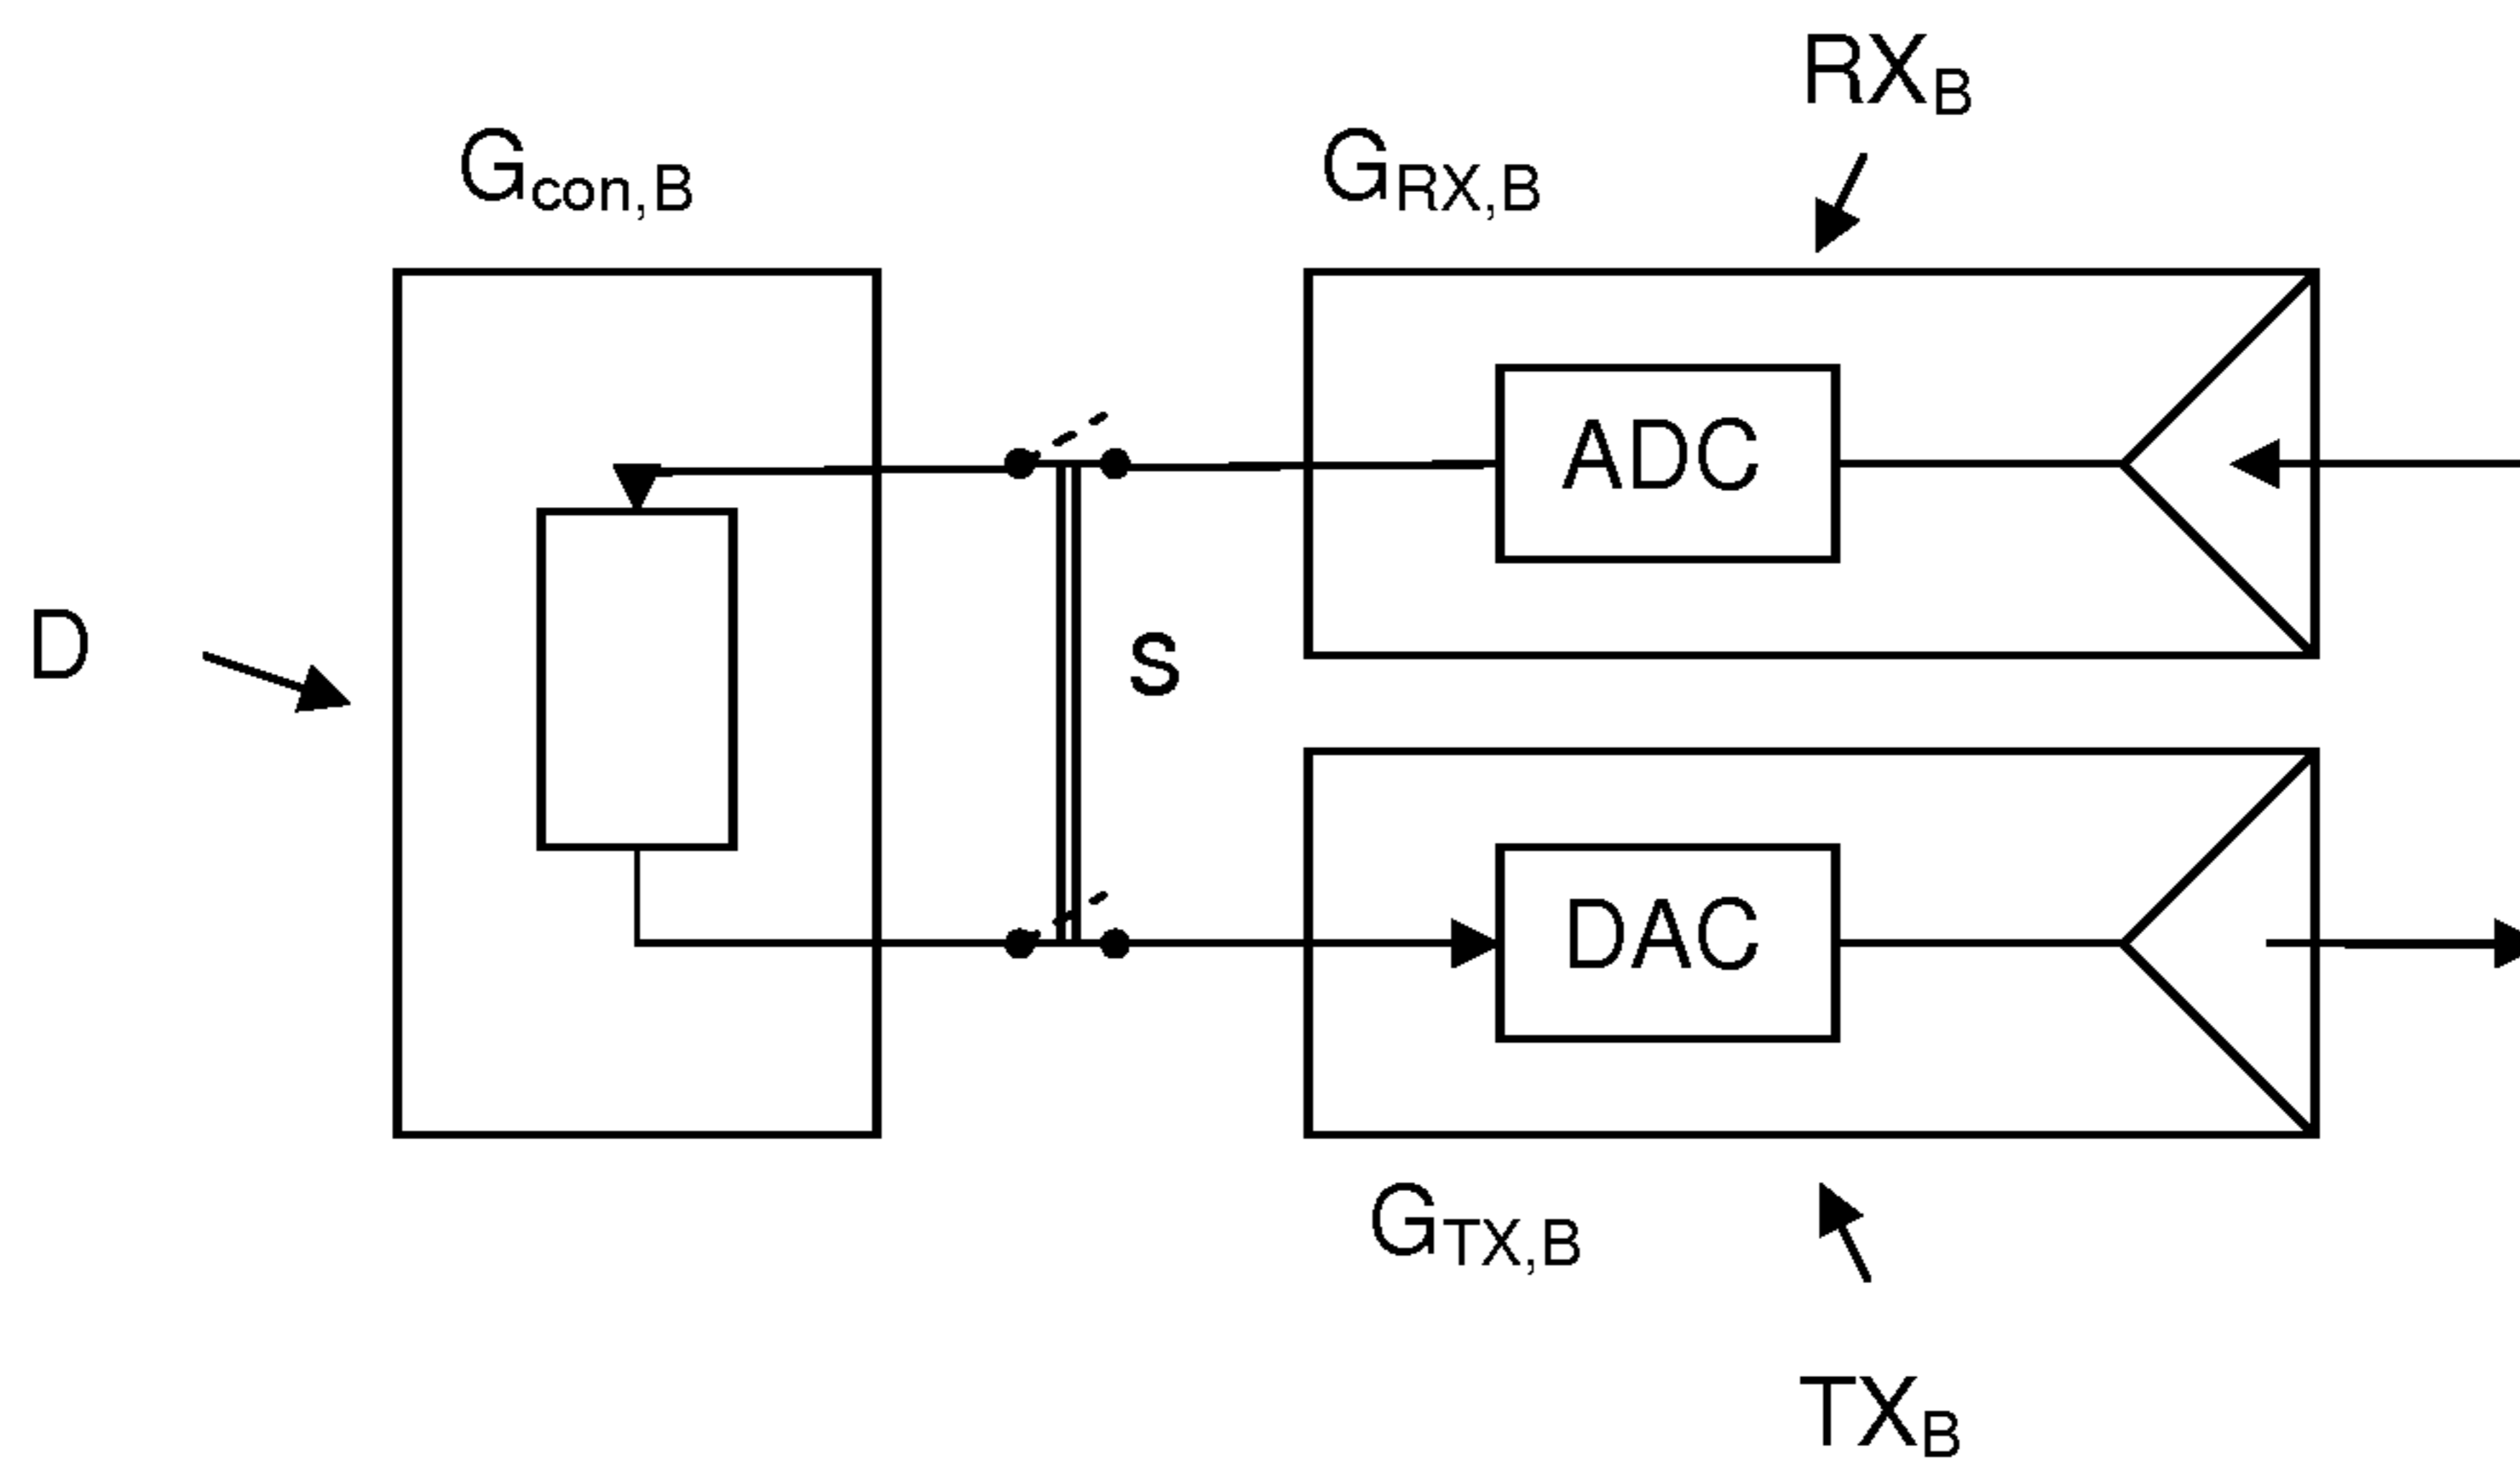 RX_B
G_con,B
G_RX,B
ADC
D
S
DAC
G_TX,B
TX_B